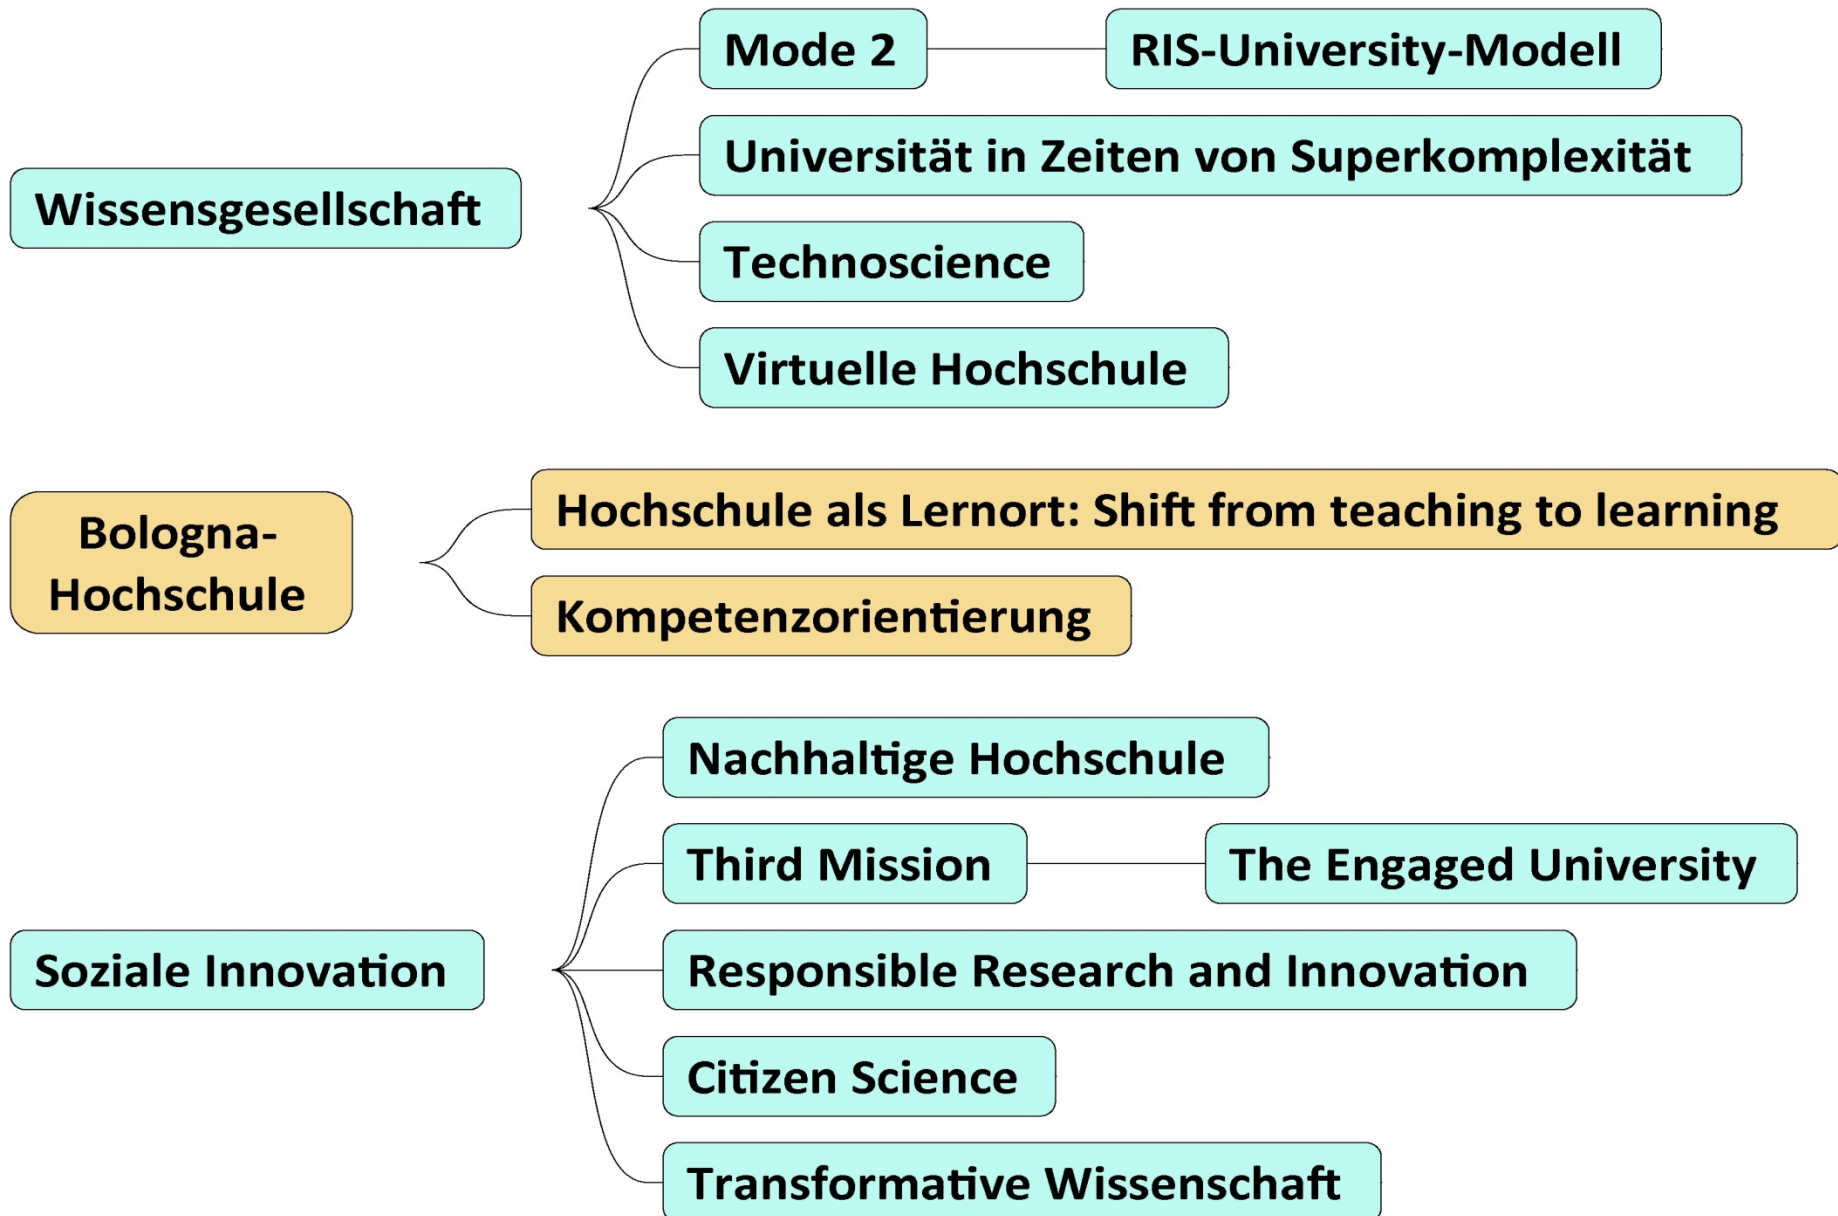 Mode 2
RIS-University-Modell
Universität in Zeiten von Superkomplexität
Wissensgesellschaft
Technoscience
Virtuelle Hochschule
Hochschule als Lernort: Shift from teaching to learning
Bologna-
Hochschule
Kompetenzorientierung
Nachhaltige Hochschule
Third Mission
The Engaged University
Soziale Innovation
Responsible Research and Innovation
Citizen Science
Transformative Wissenschaft